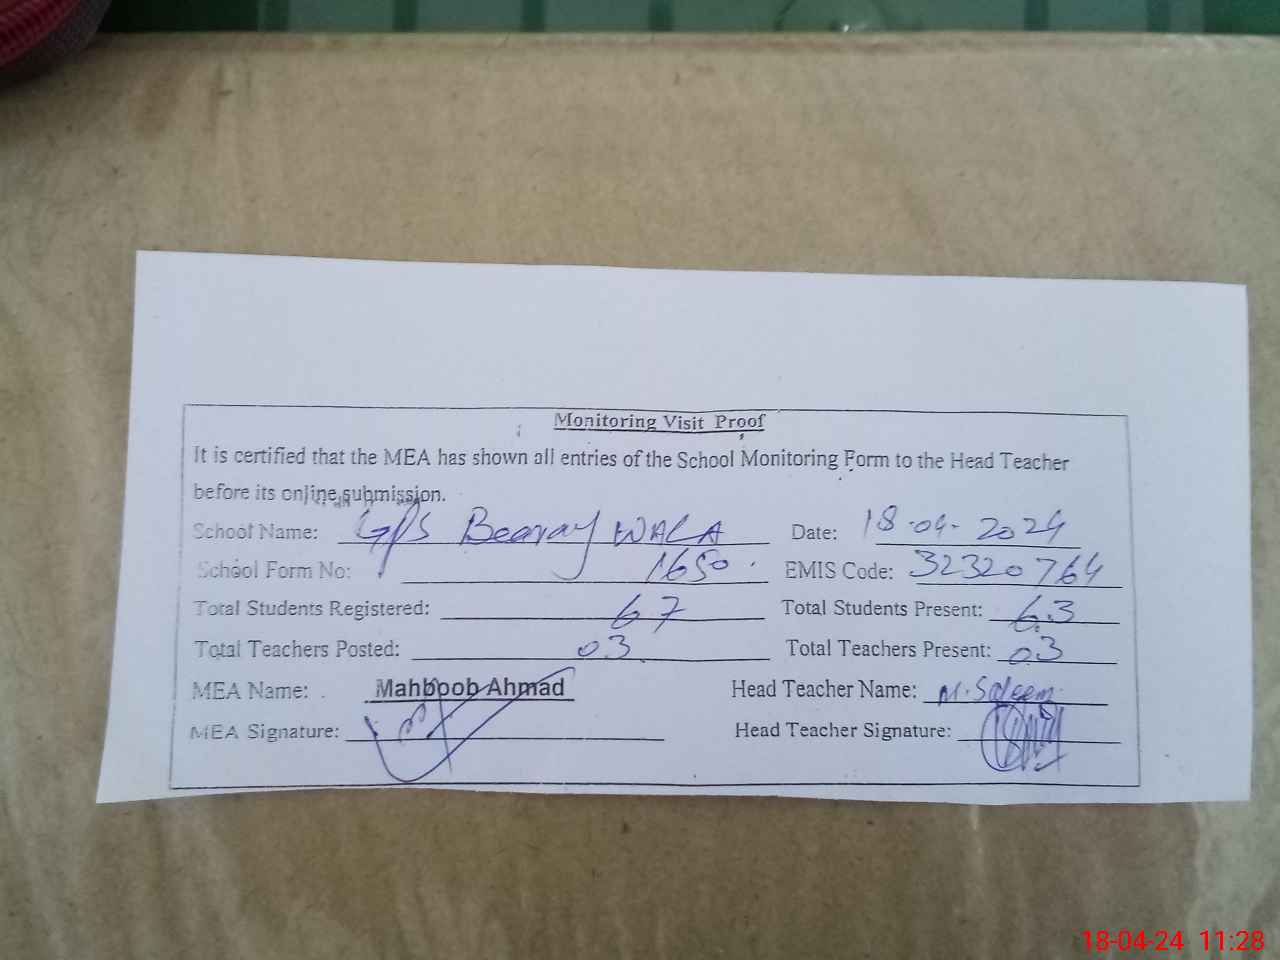 Monitoring Visit Proof
It is certified that the MEA has shown all entries of the School Monitoring Form to the Head Teacher
before its online submission.
School Name: GPS Bearay WALA Date: 18-04-2024
School Form No: 1650 EMIS Code: 32320764
Total Students Registered: 67 Total Students Present: 63
Total Teachers Posted: 03 Total Teachers Present: 03
MEA Name: Mahboob Ahmad Head Teacher Name: M. Saleem
MEA Signature: Head Teacher Signature:
18-04-24 11:28